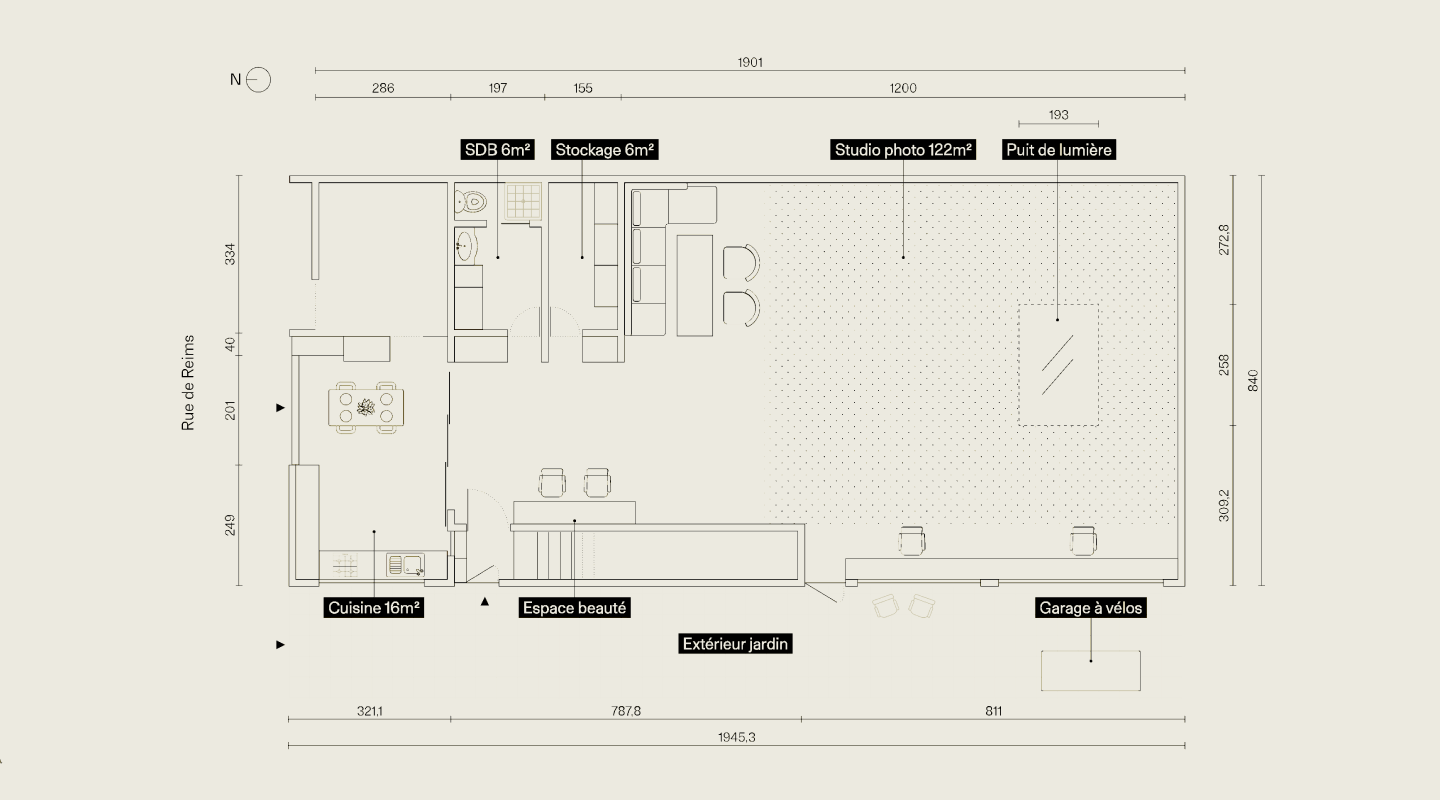 1901
N
286
197
155
1200
193
SDB 6m²
Stockage 6m²
Studio photo 122m²
Puit de lumière
334
40
201
249
Rue de Reims
272,8
258
309,2
840
Cuisine 16m²
Espace beauté
Garage à vélos
Extérieur jardin
321,1
787,8
811
1945,3